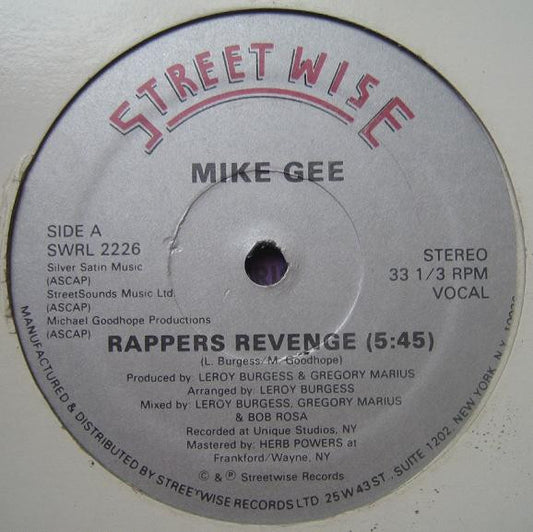 STREET WISE
MIKE GEE
SIDE A
SWRL 2226
Silver Satin Music
(ASCAP)
StreetSounds Music Ltd.
(ASCAP)
Michael Goodhope Productions
(ASCAP)
STEREO
33 1/3 RPM
VOCAL
RAPPERS REVENGE (5:45)
(L. Burgess/M. Goodhope)
Produced by: LEROY BURGESS & GREGORY MARIUS
Arranged by: LEROY BURGESS
Mixed by: LEROY BURGESS, GREGORY MARIUS
& BOB ROSA
Recorded at Unique Studios, NY
Mastered by: HERB POWERS at
Frankford/Wayne, NY
© & ℗ Streetwise Records
MANUFACTURED & DISTRIBUTED BY STREETWISE RECORDS LTD. 25 W 43 ST., SUITE 1202, NEW YORK, N.Y.